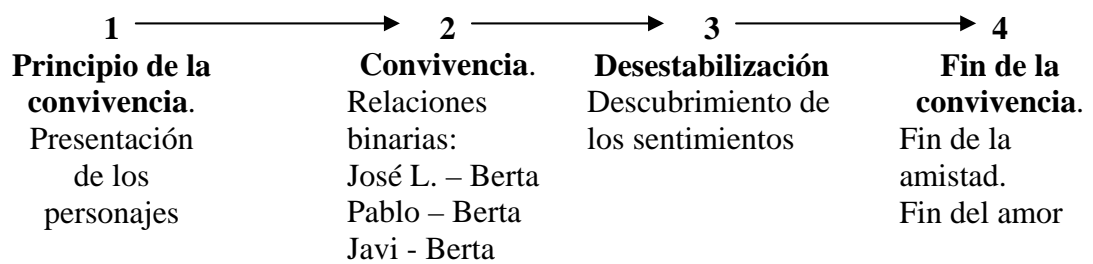 1
2
3
4
Principio de la
convivencia.
Presentación
de los
personajes
Convivencia.
Relaciones
binarias:
José L. – Berta
Pablo – Berta
Javi - Berta
Desestabilización
Descubrimiento de
los sentimientos
Fin de la
convivencia.
Fin de la
amistad.
Fin del amor